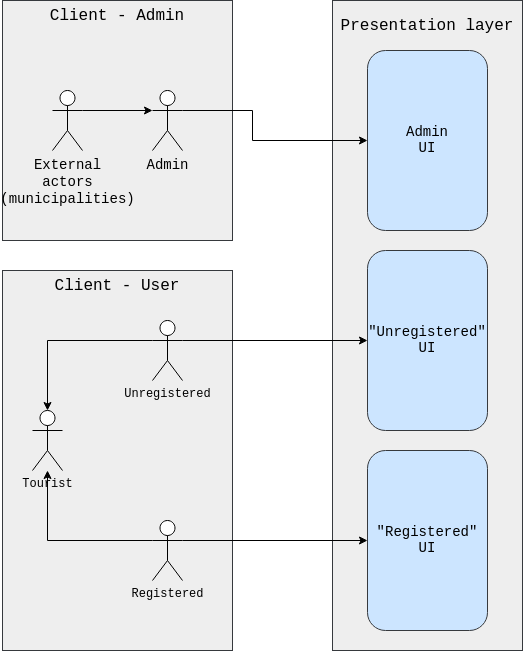 Client - Admin
External
actors
(municipalities)
Admin
Client - User
Unregistered
Tourist
Registered
Presentation layer
Admin
UI
"Unregistered"
UI
"Registered"
UI